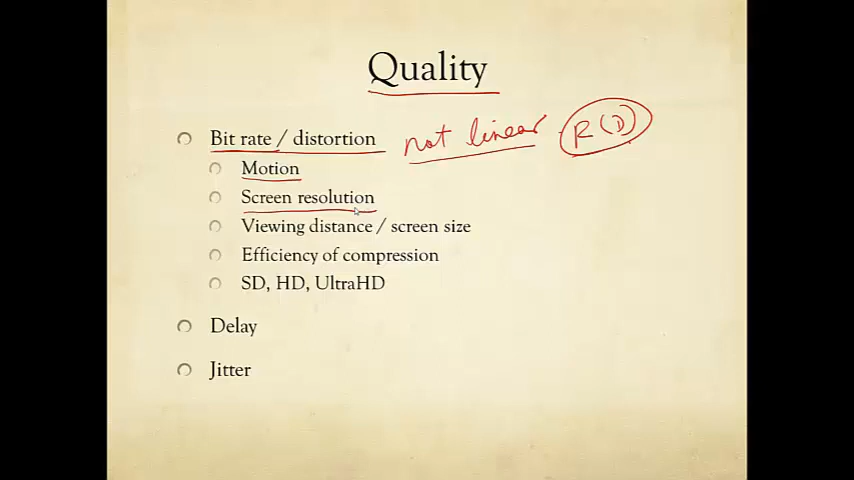 Quality
Bit rate / distortion not linear R(D)
Motion
Screen resolution
Viewing distance / screen size
Efficiency of compression
SD, HD, UltraHD
Delay
Jitter